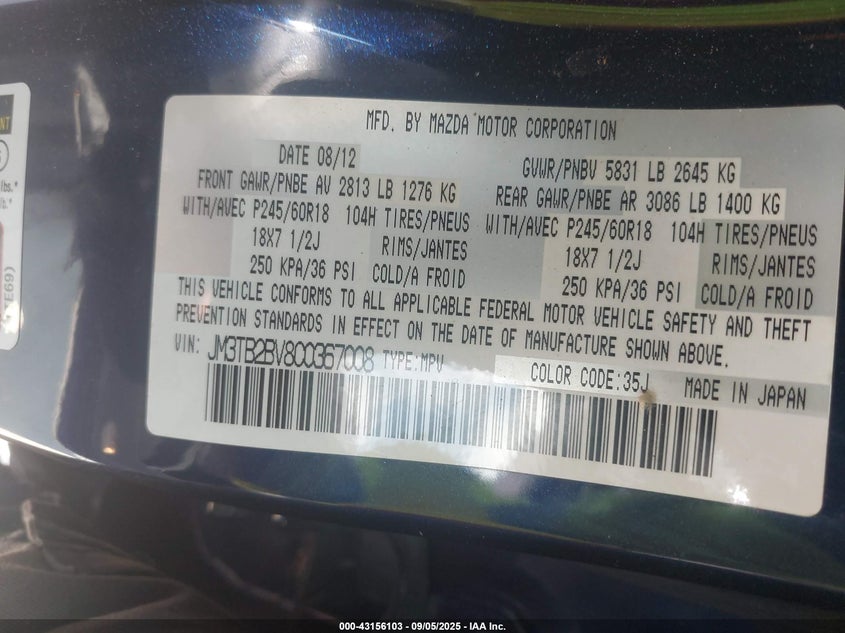 MFD. BY MAZDA MOTOR CORPORATION
DATE 08/12
GVWR/PNBV 5831 LB 2645 KG
FRONT GAWR/PNBE AV 2813 LB 1276 KG
REAR GAWR/PNBE AR 3086 LB 1400 KG
WITH/AVEC P245/60R18 104H TIRES/PNEUS
WITH/AVEC P245/60R18 104H TIRES/PNEUS
18X7 1/2J RIMS/JANTES
18X7 1/2J RIMS/JANTES
250 KPA/36 PSI COLD/A FROID
250 KPA/36 PSI COLD/A FROID
THIS VEHICLE CONFORMS TO ALL APPLICABLE FEDERAL MOTOR VEHICLE SAFETY AND THEFT
PREVENTION STANDARDS IN EFFECT ON THE DATE OF MANUFACTURE SHOWN ABOVE.
VIN: JM3TB2BV8C0367008 TYPE:MPV
COLOR CODE:35J MADE IN JAPAN
lbs.*
000-43156103 - 09/05/2025 - IAA Inc.